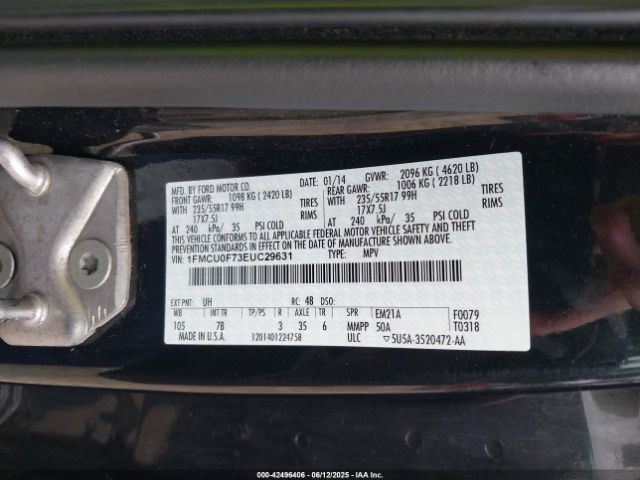 MFD. BY FORD MOTOR CO.
DATE: 01/14 GVWR: 2096 KG ( 4620 LB)
FRONT GAWR: 1098 KG ( 2420 LB) REAR GAWR: 1006 KG ( 2218 LB)
WITH 235/55R17 99H TIRES WITH 235/55R17 99H TIRES
17X7.5J RIMS 17X7.5J RIMS
AT 240 kPa/ 35 PSI COLD AT 240 kPa/ 35 PSI COLD
THIS VEHICLE CONFORMS TO ALL APPLICABLE FEDERAL MOTOR VEHICLE SAFETY, BUMPER, AND THEFT
PREVENTION STANDARDS IN EFFECT ON THE DATE OF MANUFACTURE SHOWN ABOVE.
VIN: 1FMCU0F73EUC29631
TYPE: MPV
EXT PNT: UH RC: 48 DSO:
WB TR TP/PS AXLE TR SPR EM21A F0079
105 7B 3 35 6 MMPP 50A T0318
MADE IN U.S.A. 1201401224758 ULC 5U5A-3520472-AA
000-42496406 - 06/12/2025 - IAAI.COM